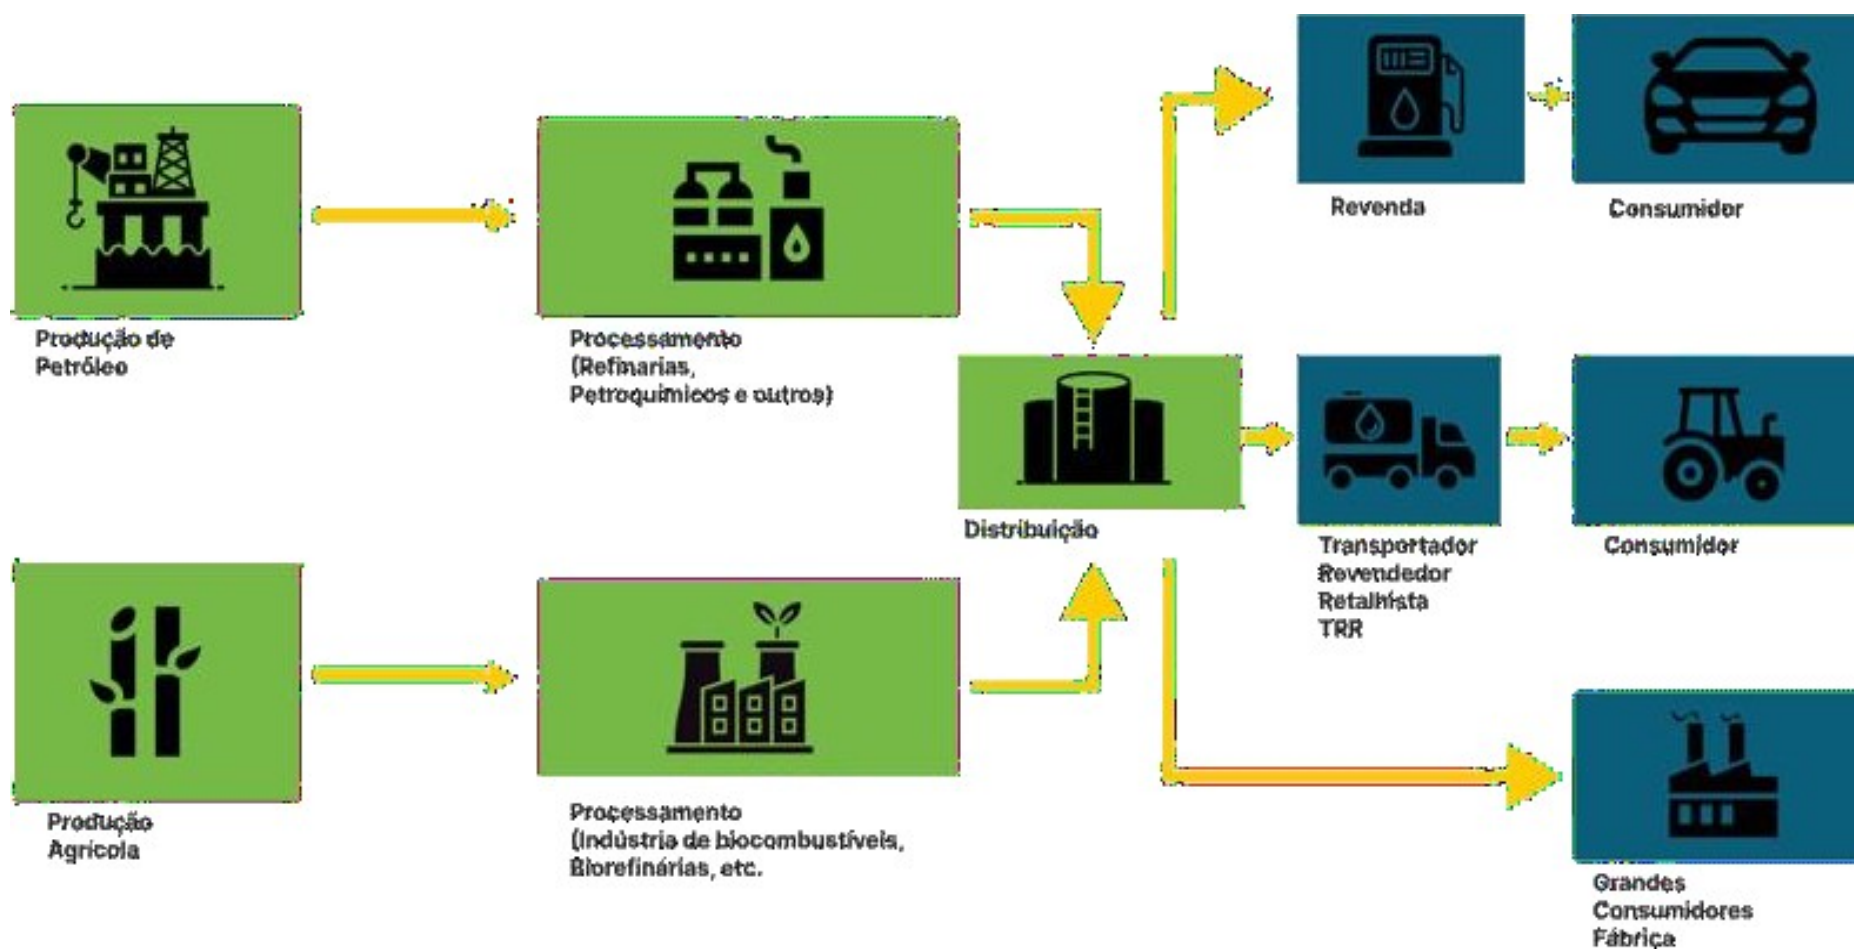 Revenda
Consumidor
Produção de
Petróleo
Processamento
(Refinarias,
Petroquímicos e outros)
Distribuição
Transportador
Revendedor
Retalhista
TRR
Consumidor
Produção
Agrícola
Processamento
(Indústria de biocombustíveis,
Biorefinárias, etc.
Grandes
Consumidores
Fábrica